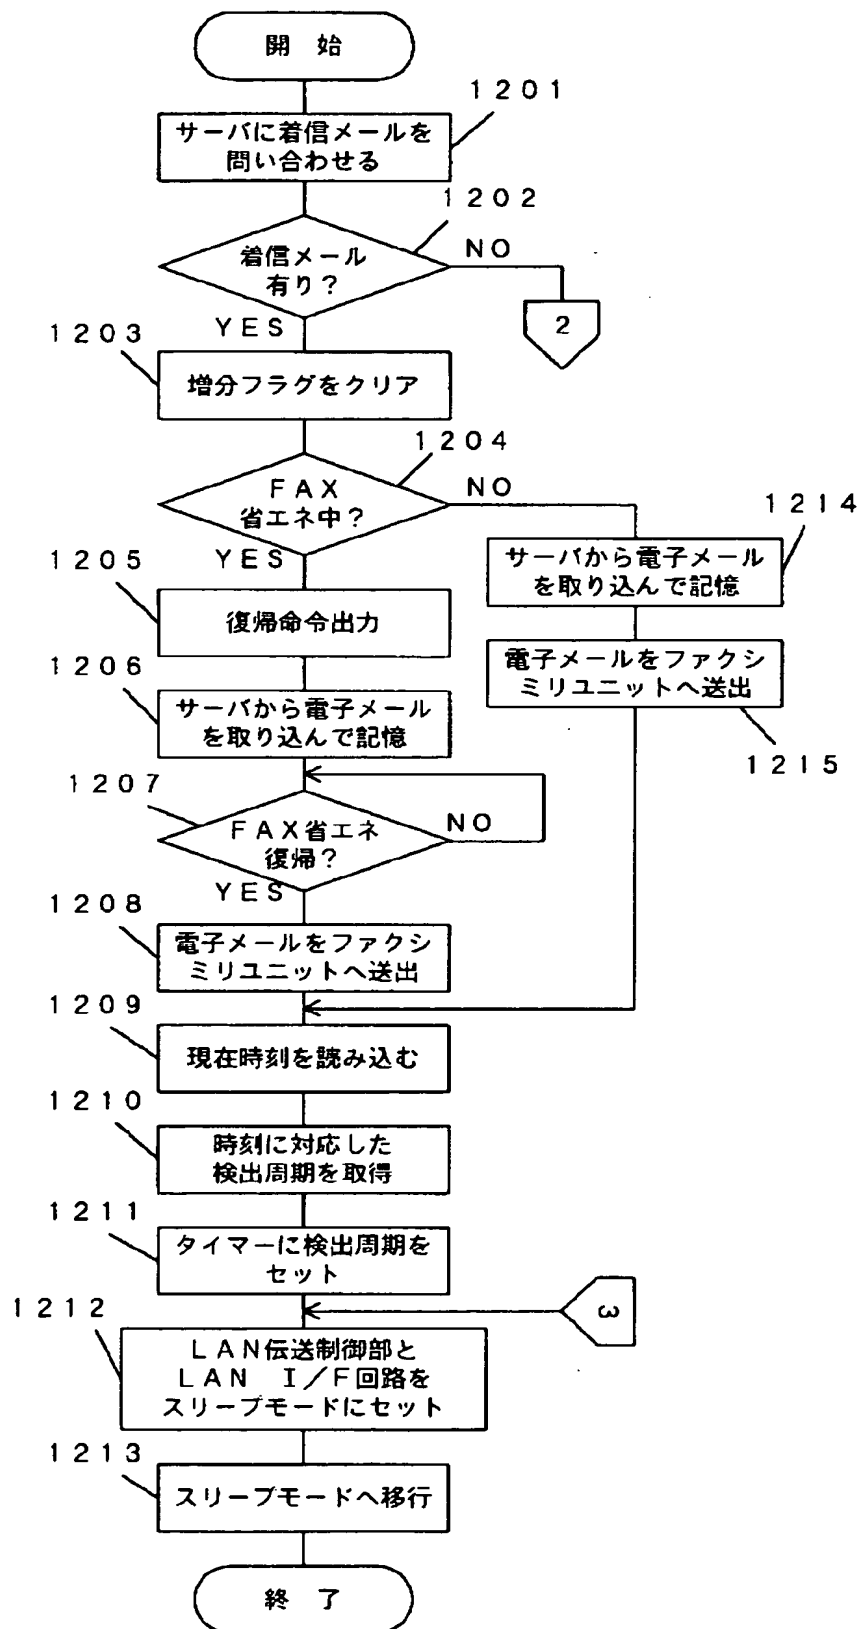 開 始
1201
サーバに着信メールを
問い合わせる
1202
着信メール
有り？
NO
2
YES
1203
増分フラグをクリア
1204
FAX
省エネ中？
NO
YES
1214
サーバから電子メール
を取り込んで記憶
1205
復帰命令出力
電子メールをファクシ
ミリユニットへ送出
1215
1206
サーバから電子メール
を取り込んで記憶
1207
FAX省エネ
復帰？
NO
YES
1208
電子メールをファクシ
ミリユニットへ送出
1209
現在時刻を読み込む
1210
時刻に対応した
検出周期を取得
1211
タイマーに検出周期を
セット
3
1212
LAN伝送制御部と
LAN I／F回路を
スリープモードにセット
1213
スリープモードへ移行
終 了